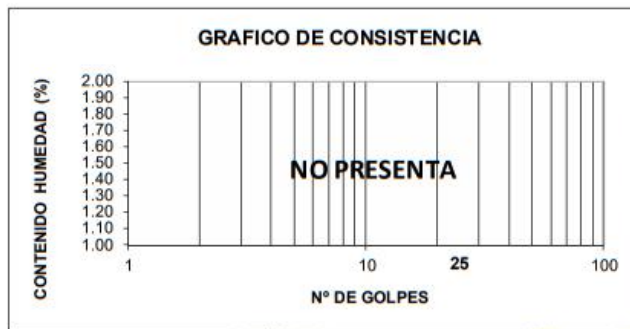 GRAFICO DE CONSISTENCIA
CONTENIDO HUMEDAD (%)
2.00
1.90
1.80
1.70
1.60
1.50
1.40
1.30
1.20
1.10
1.00
NO PRESENTA
1 10 25 100
Nº DE GOLPES